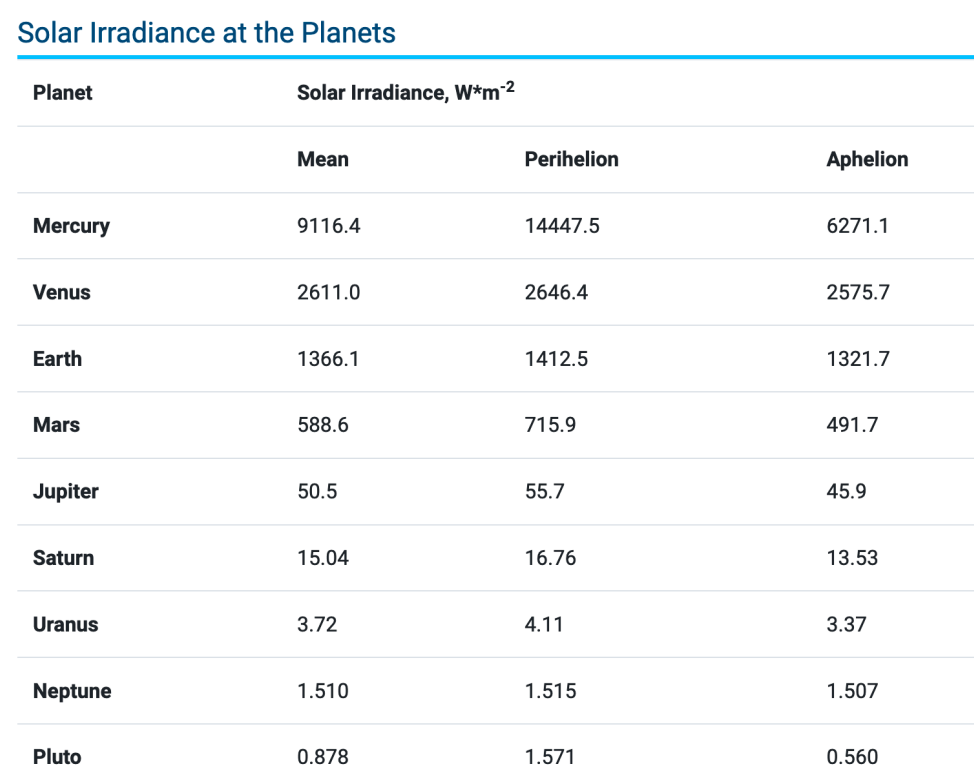 Solar Irradiance at the Planets
Planet Solar Irradiance, W*m⁻²
Mean Perihelion Aphelion
Mercury 9116.4 14447.5 6271.1
Venus 2611.0 2646.4 2575.7
Earth 1366.1 1412.5 1321.7
Mars 588.6 715.9 491.7
Jupiter 50.5 55.7 45.9
Saturn 15.04 16.76 13.53
Uranus 3.72 4.11 3.37
Neptune 1.510 1.515 1.507
Pluto 0.878 1.571 0.560